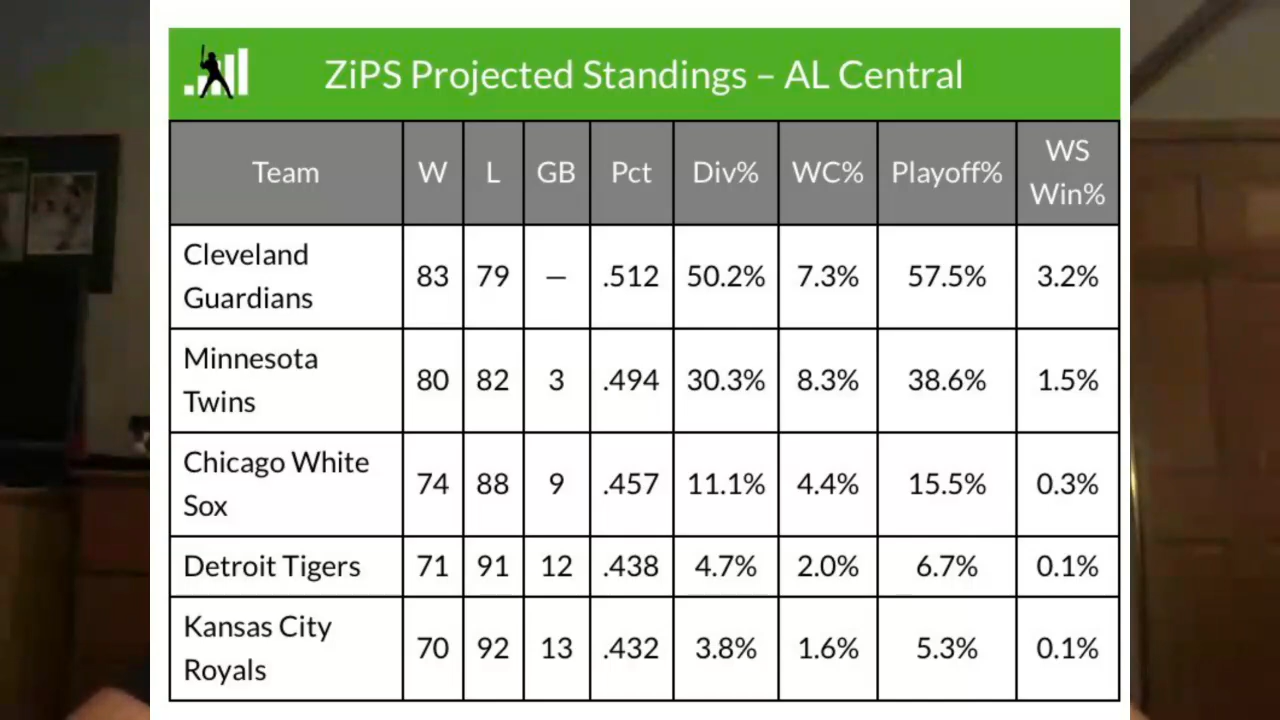 ZiPS Projected Standings – AL Central
Team W L GB Pct Div% WC% Playoff% WS Win%
Cleveland Guardians 83 79 — .512 50.2% 7.3% 57.5% 3.2%
Minnesota Twins 80 82 3 .494 30.3% 8.3% 38.6% 1.5%
Chicago White Sox 74 88 9 .457 11.1% 4.4% 15.5% 0.3%
Detroit Tigers 71 91 12 .438 4.7% 2.0% 6.7% 0.1%
Kansas City Royals 70 92 13 .432 3.8% 1.6% 5.3% 0.1%